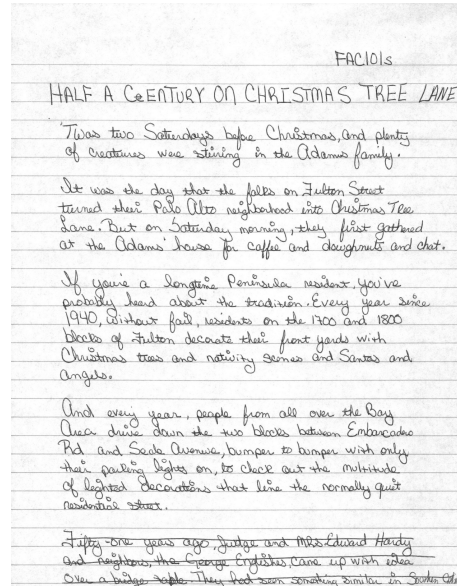 FAC101s
HALF A CENTURY ON CHRISTMAS TREE LANE
'Twas two Saturdays before Christmas, and plenty
of creatures were stirring in the Adams family.
It was the day that the folks on Fulton Street
turned their Palo Alto neighborhood into Christmas Tree
Lane. But on Saturday morning, they first gathered
at the Adams' house for coffee and doughnuts and chat.
If you're a longtime Peninsula resident, you've
probably heard about the tradition. Every year since
1940, without fail, residents on the 1700 and 1800
blocks of Fulton decorate their front yards with
Christmas trees and nativity scenes and Santas and
angels.
And every year, people from all over the Bay
Area drive down the two blocks between Embarcadero
Rd and Seale Avenue, bumper to bumper with only
their parking lights on, to check out the multitude
of lighted decorations that line the normally quiet
residential street.
Fifty-one years ago, Judge and Mrs Edward Hardy
and neighbors, the George Englishes, came up with idea
over a bridge table. They had seen something similar in